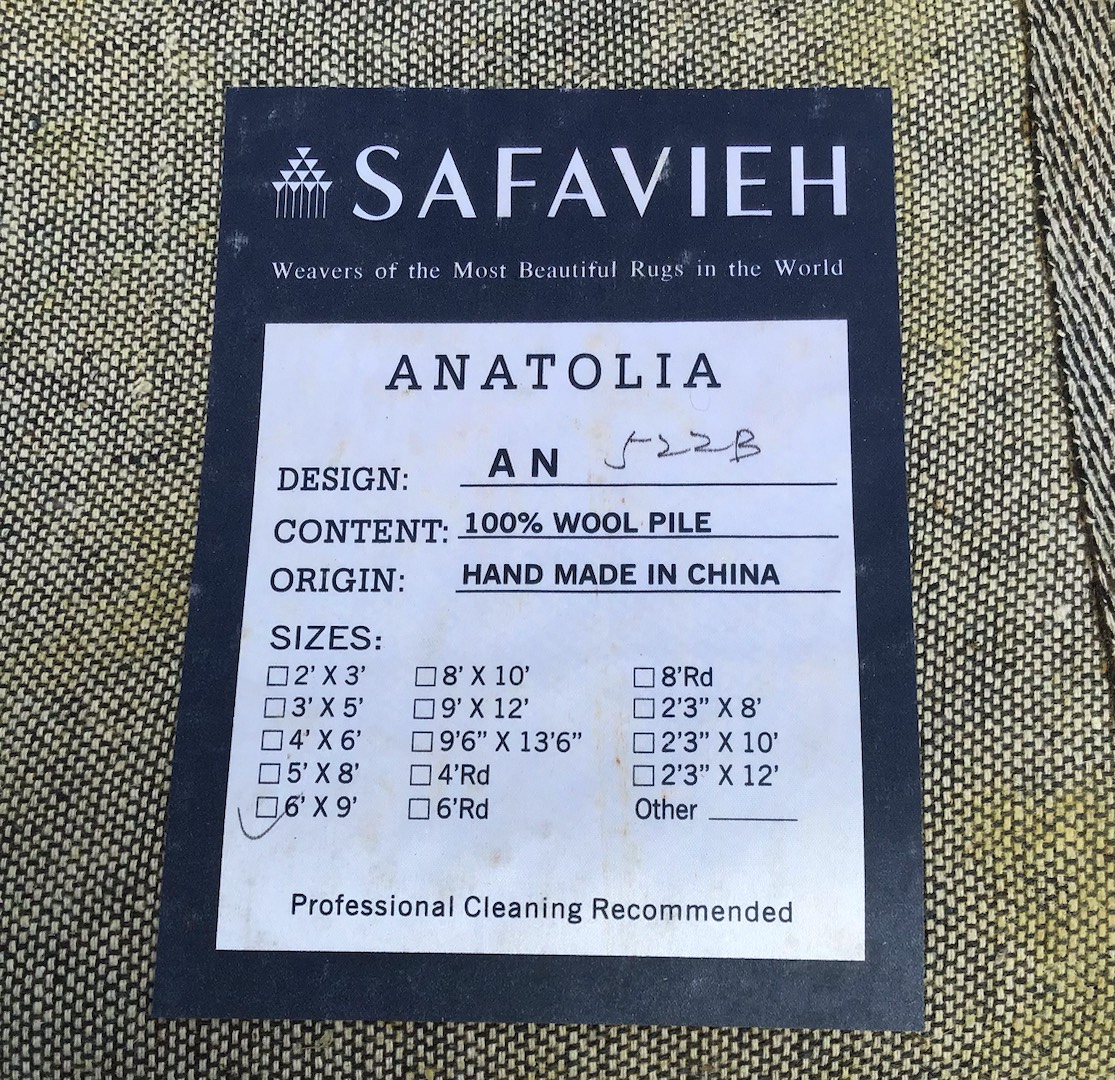 SAFAVIEH
Weavers of the Most Beautiful Rugs in the World
ANATOLIA
DESIGN: AN 522B
CONTENT: 100% WOOL PILE
ORIGIN: HAND MADE IN CHINA
SIZES:
☐ 2' X 3' ☐ 8' X 10' ☐ 8'Rd
☐ 3' X 5' ☐ 9' X 12' ☐ 2'3" X 8'
☐ 4' X 6' ☐ 9'6" X 13'6" ☐ 2'3" X 10'
☐ 5' X 8' ☐ 4'Rd ☐ 2'3" X 12'
☑ 6' X 9' ☐ 6'Rd Other ______
Professional Cleaning Recommended